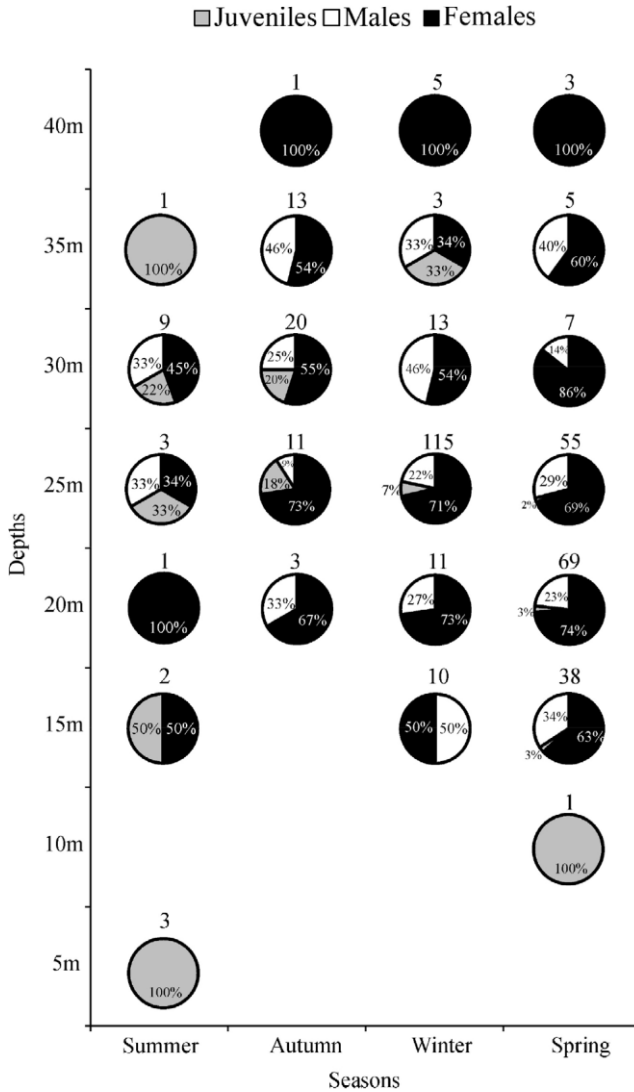 Juveniles Males Females
1 5 3
40m
100% 100% 100%
1 13 3 5
35m
100% 46% 54% 33% 34% 33% 40% 60%
9 20 13 7
30m
33% 45% 22% 25% 20% 55% 46% 54% 14% 86%
3 11 115 55
25m
33% 34% 33% 9% 18% 73% 22% 7% 71% 29% 2% 69%
1 3 11 69
20m
100% 33% 67% 27% 73% 23% 3% 74%
2 10 38
15m
50% 50% 50% 50% 34% 3% 63%
1
10m
100%
3
5m
100%
Depths
Summer Autumn Winter Spring
Seasons